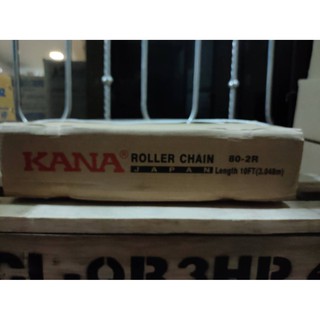 KANA® ROLLER CHAIN 80-2R
JAPAN Length 10FT(3.048m)